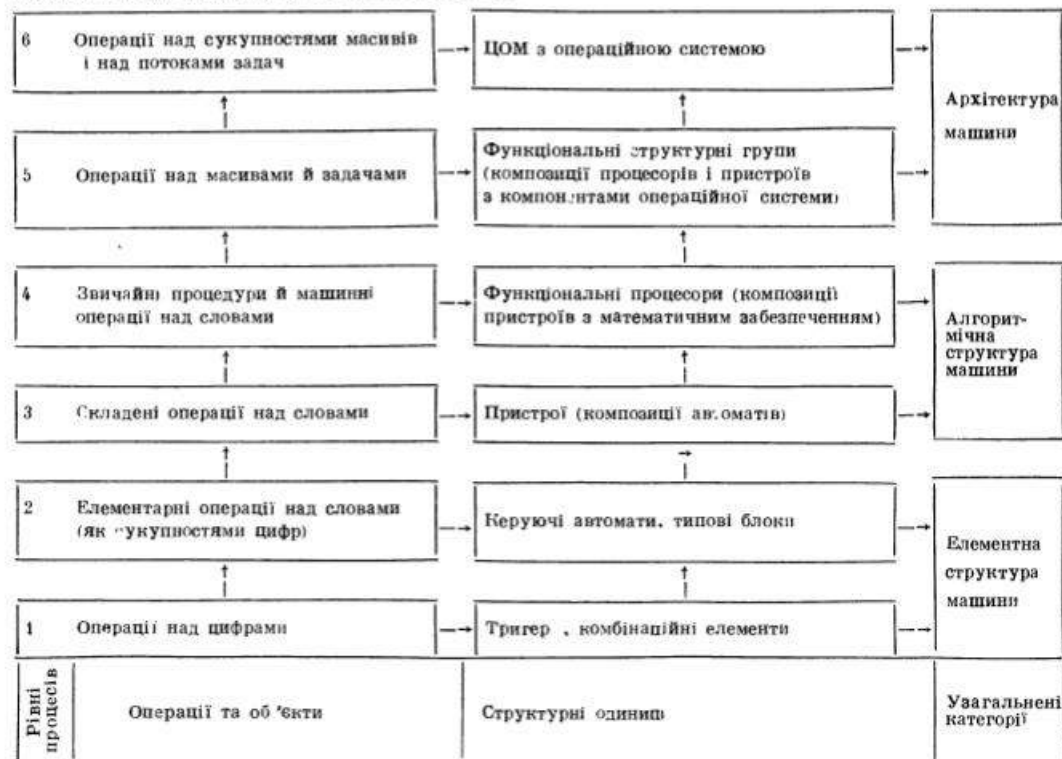 6 Операції над сукупностями масивів
і над потоками задач
ЦОМ з операційною системою
Архітектура
машини
5 Операції над масивами й задачами
Функціональні структурні групи
(композиції процесорів і пристроїв
з компонентами операційної системи)
4 Звичайні процедури й машинні
операції над словами
Функціональні процесори (композиції
пристроїв з математичним забезпеченням)
Алгорит-
мічна
структура
машини
3 Складені операції над словами
Пристрої (композиції автоматів)
2 Елементарні операції над словами
(як сукупностями цифр)
Керуючі автомати, типові блоки
Елементна
структура
машини
1 Операції над цифрами
Тригер , комбінаційні елементи
Рівні
процесів
Операції та об'єкти
Структурні одиниці
Узагальнені
категорії